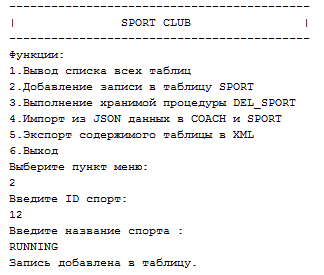 ------------------------------------------
| SPORT CLUB |
------------------------------------------
Функции:
1.Вывод списка всех таблиц
2.Добавление записи в таблицу SPORT
3.Выполнение хранимой процедуры DEL_SPORT
4.Импорт из JSON данных в COACH и SPORT
5.Экспорт содержимого таблицы в XML
6.Выход
Выберите пункт меню:
2
Введите ID спорт:
12
Введите название спорта :
RUNNING
Запись добавлена в таблицу.